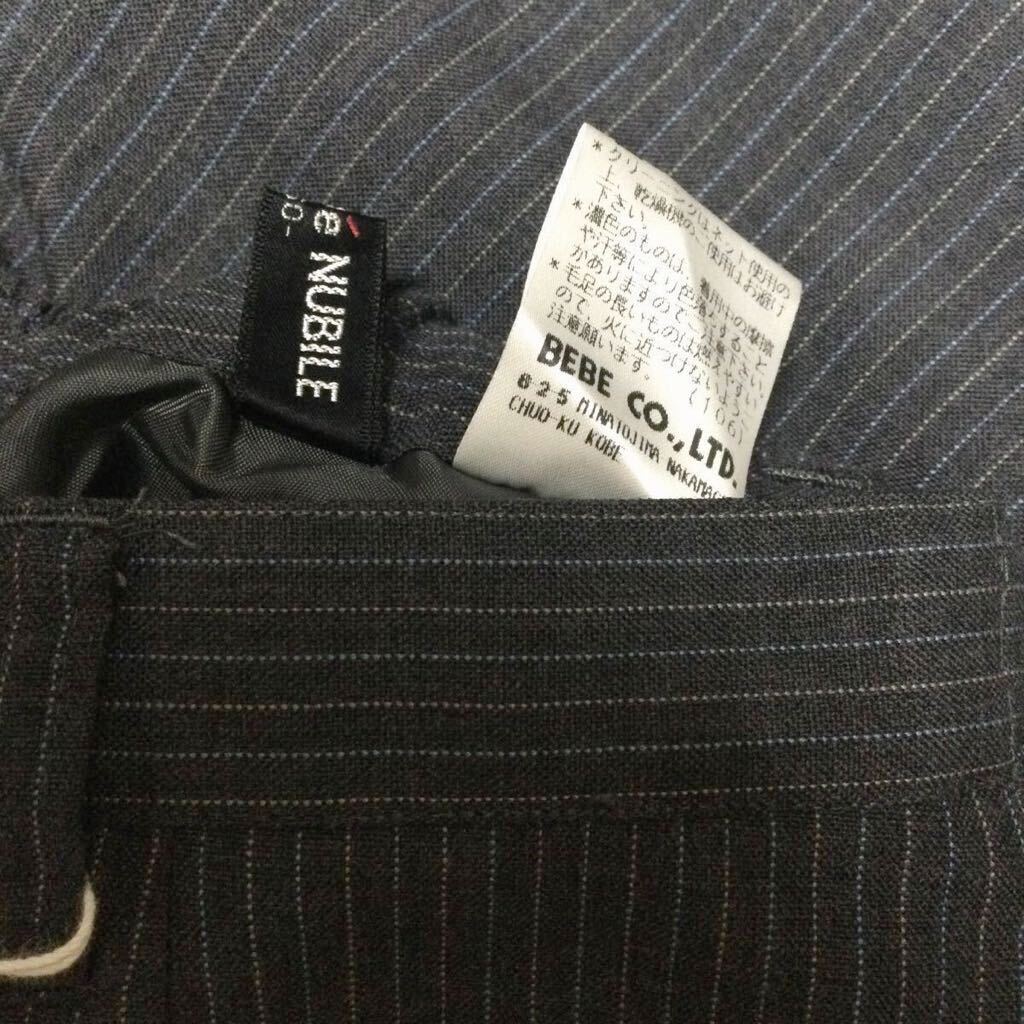 é NUBILE
00-
*クリーニングはネット使用の
上、乾燥機のご使用はお避け
下さい。
*濃色のものは、着用中の摩擦
や汗等により色落ちすること
がありますのでご注意下さい。
*毛足の長いものは燃えやすい
ので、火に近づけないよう
注意願います。 (106)
BEBE CO.,LTD.
825 MINATOJIMA NAKAMAC
CHUO-KU KOBE